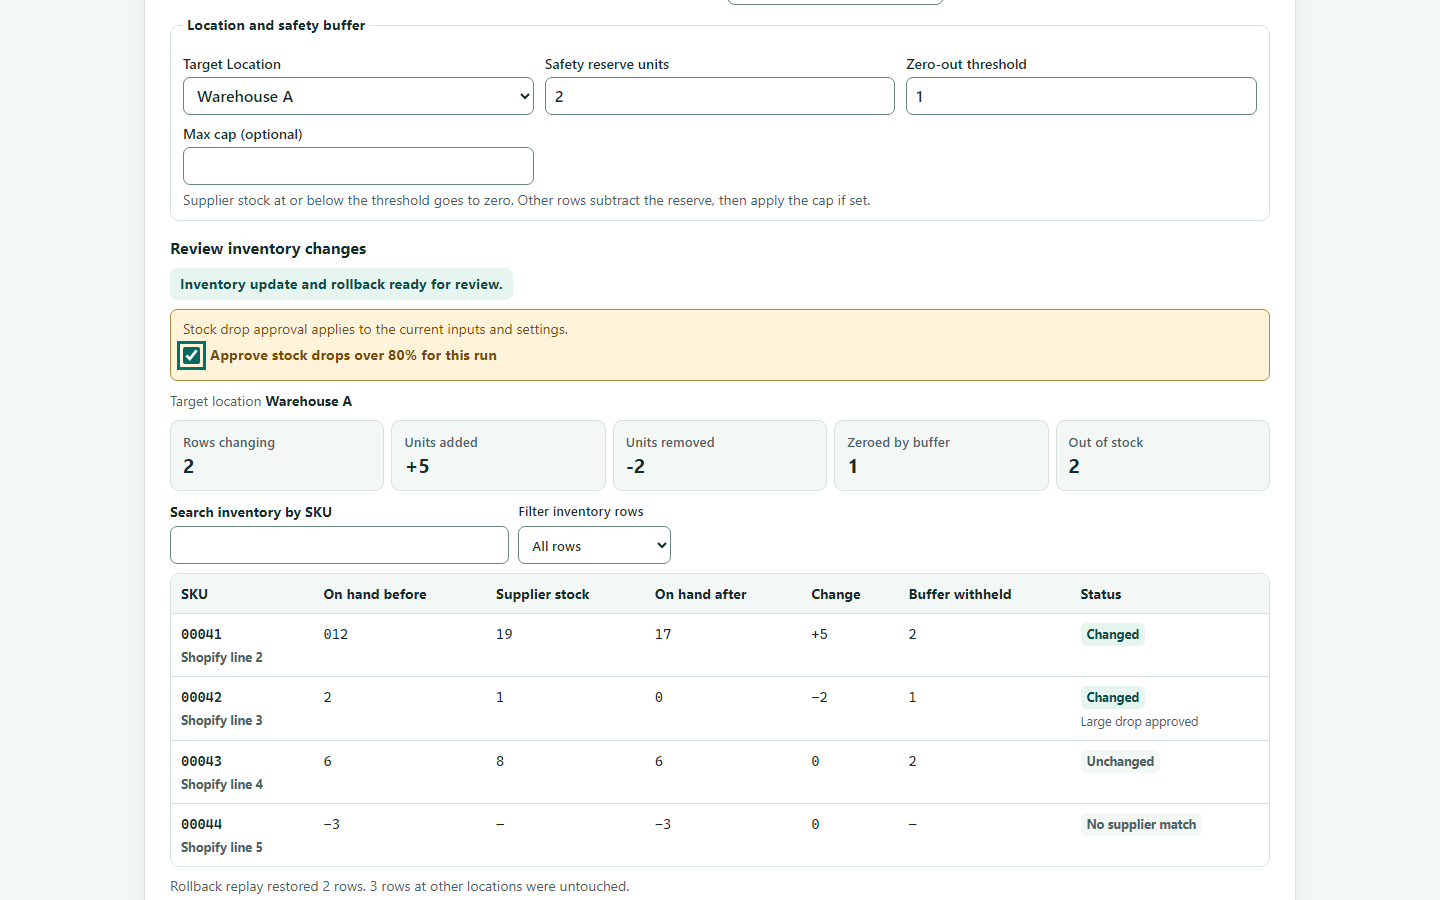 Location and safety buffer
Target Location
Safety reserve units
Zero-out threshold
Warehouse A
2
1
Max cap (optional)
Supplier stock at or below the threshold goes to zero. Other rows subtract the reserve, then apply the cap if set.
Review inventory changes
Inventory update and rollback ready for review.
Stock drop approval applies to the current inputs and settings.
Approve stock drops over 80% for this run
Target location Warehouse A
Rows changing
2
Units added
+5
Units removed
-2
Zeroed by buffer
1
Out of stock
2
Search inventory by SKU
Filter inventory rows
All rows
SKU On hand before Supplier stock On hand after Change Buffer withheld Status
00041 012 19 17 +5 2 Changed
Shopify line 2
00042 2 1 0 −2 1 Changed
Shopify line 3 Large drop approved
00043 6 8 6 0 2 Unchanged
Shopify line 4
00044 −3 — −3 0 — No supplier match
Shopify line 5
Rollback replay restored 2 rows. 3 rows at other locations were untouched.